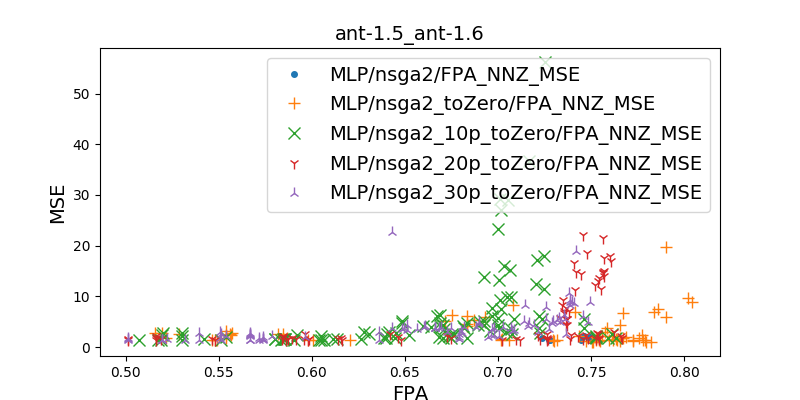 ant-1.5_ant-1.6
MLP/nsga2/FPA_NNZ_MSE
MLP/nsga2_toZero/FPA_NNZ_MSE
MLP/nsga2_10p_toZero/FPA_NNZ_MSE
MLP/nsga2_20p_toZero/FPA_NNZ_MSE
MLP/nsga2_30p_toZero/FPA_NNZ_MSE
MSE
50
40
30
20
10
0
0.50 0.55 0.60 0.65 0.70 0.75 0.80
FPA